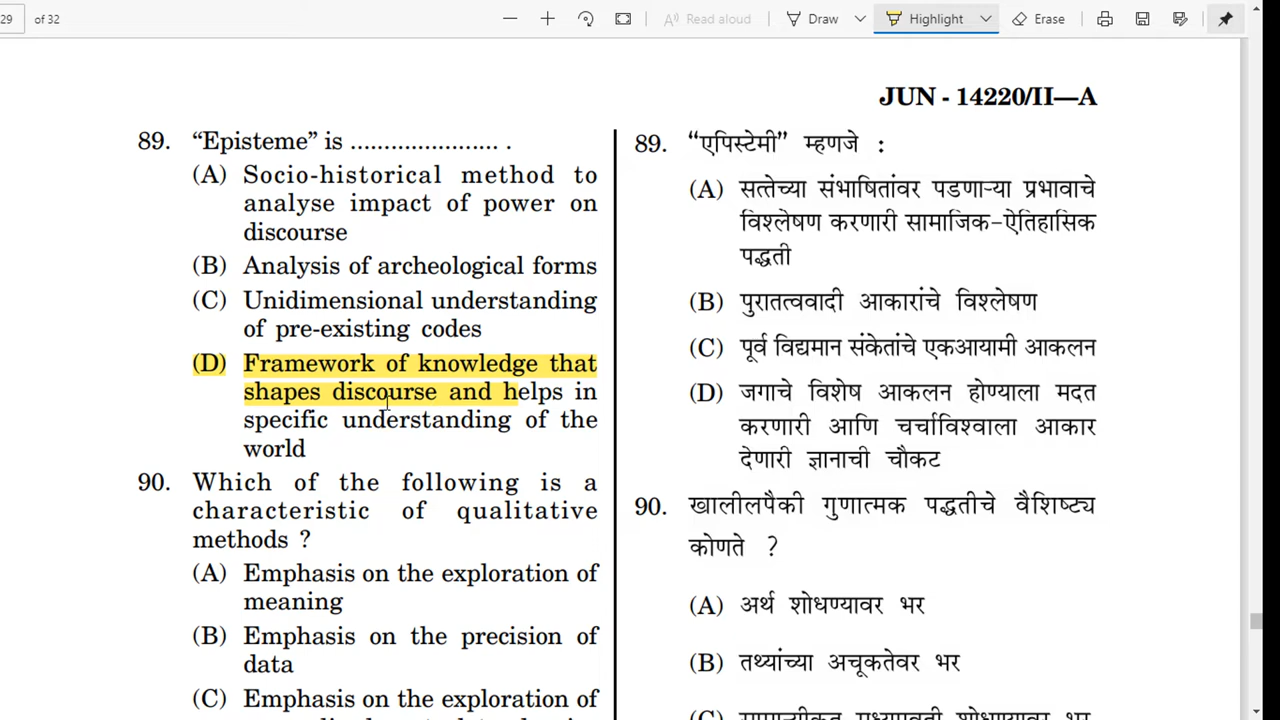 29 of 32
Read aloud
Draw
Highlight
Erase
JUN - 14220/II—A
89. “Episteme” is ...................... .
(A) Socio-historical method to
analyse impact of power on
discourse
(B) Analysis of archeological forms
(C) Unidimensional understanding
of pre-existing codes
(D) Framework of knowledge that
shapes discourse and helps in
specific understanding of the
world
90. Which of the following is a
characteristic of qualitative
methods ?
(A) Emphasis on the exploration of
meaning
(B) Emphasis on the precision of
data
(C) Emphasis on the exploration of
89. “एपिस्टेमी” म्हणजे :
(A) सत्तेच्या संभाषितांवर पडणाऱ्या प्रभावाचे
विश्लेषण करणारी सामाजिक-ऐतिहासिक
पद्धती
(B) पुरातत्ववादी आकारांचे विश्लेषण
(C) पूर्व विद्यमान संकेतांचे एकआयामी आकलन
(D) जगाचे विशेष आकलन होण्याला मदत
करणारी आणि चर्चाविश्वाला आकार
देणारी ज्ञानाची चौकट
90. खालीलपैकी गुणात्मक पद्धतीचे वैशिष्ट्य
कोणते ?
(A) अर्थ शोधण्यावर भर
(B) तथ्यांच्या अचूकतेवर भर